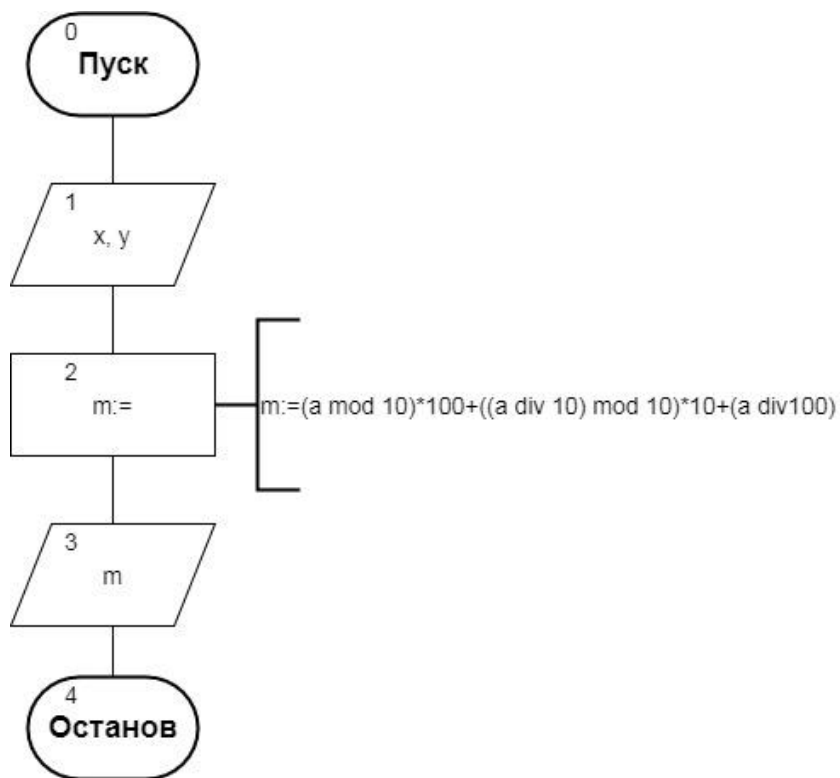 0
Пуск
1
x, y
2
m:=
m:=(a mod 10)*100+((a div 10) mod 10)*10+(a div100)
3
m
4
Останов